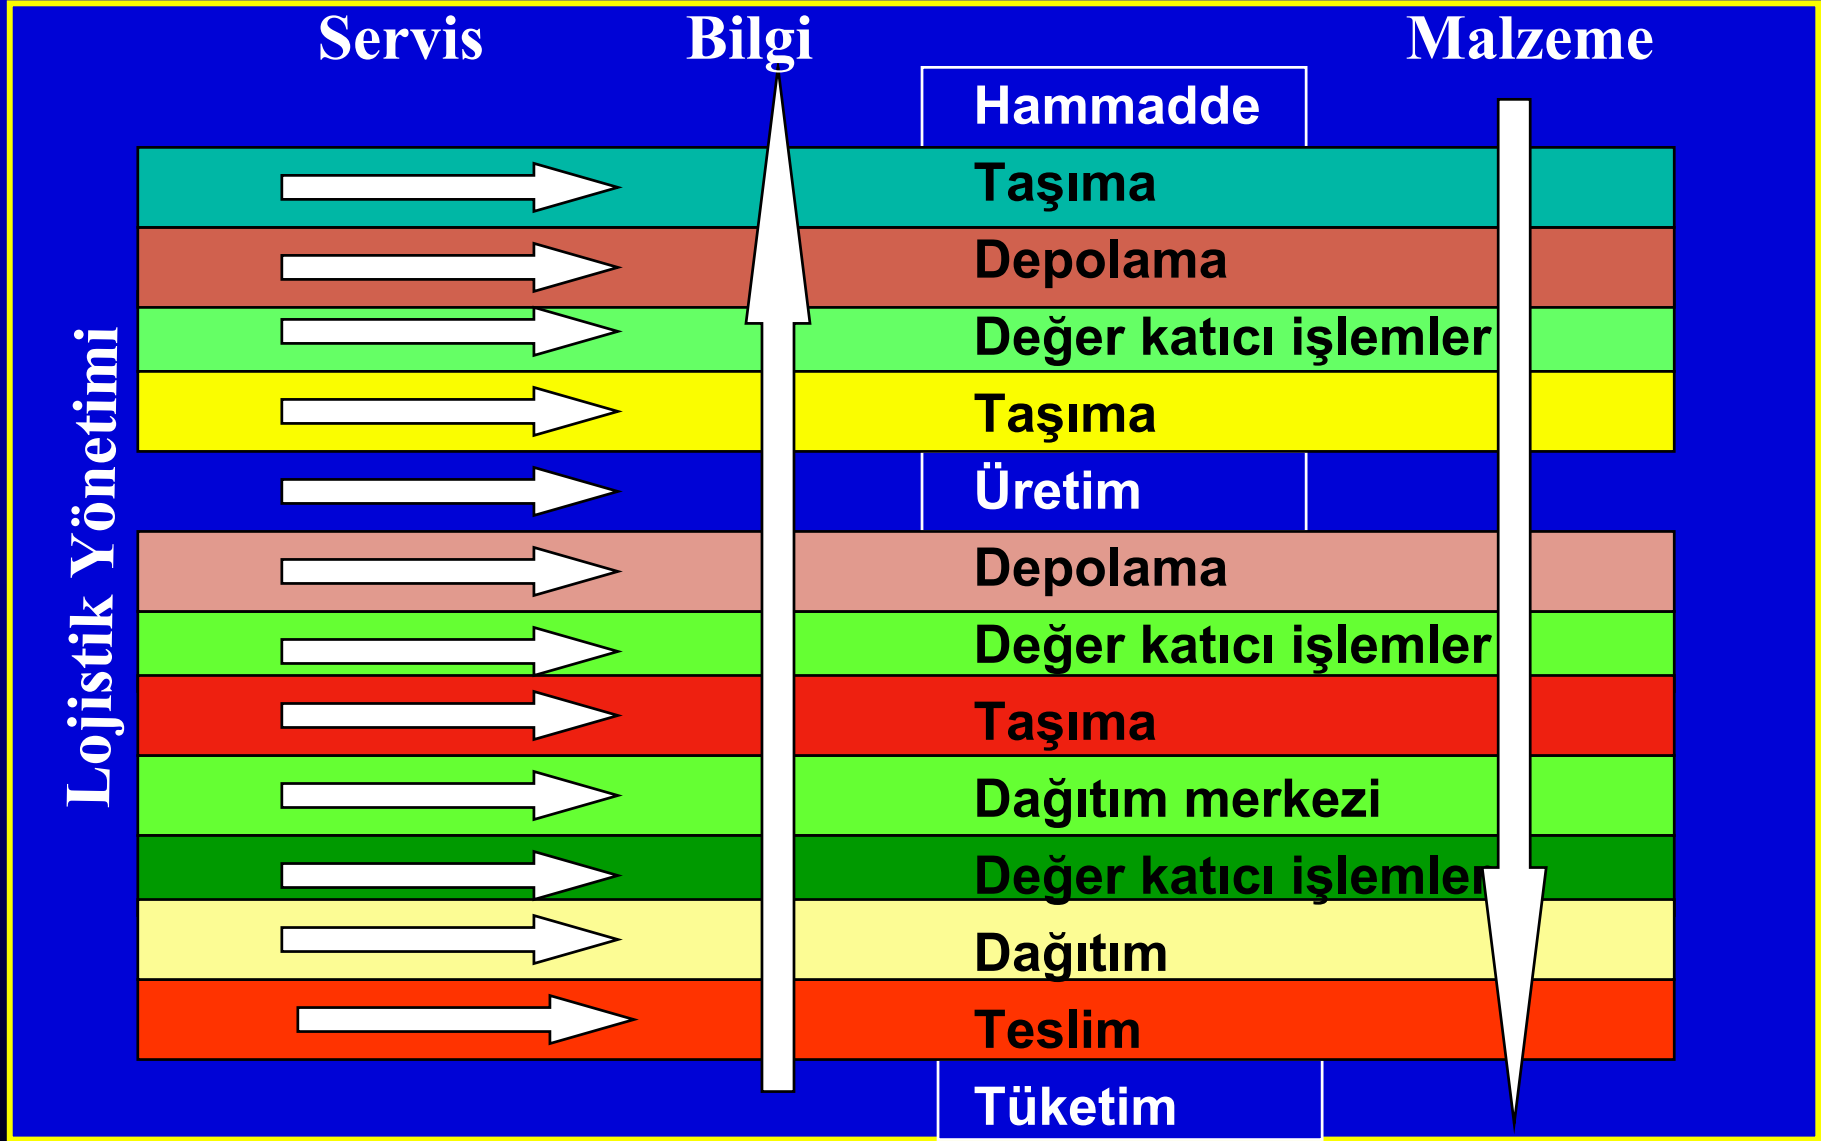 Servis
Bilgi
Malzeme
Lojistik Yönetimi
Hammadde
Taşıma
Depolama
Değer katıcı işlemler
Taşıma
Üretim
Depolama
Değer katıcı işlemler
Taşıma
Dağıtım merkezi
Değer katıcı işlemler
Dağıtım
Teslim
Tüketim